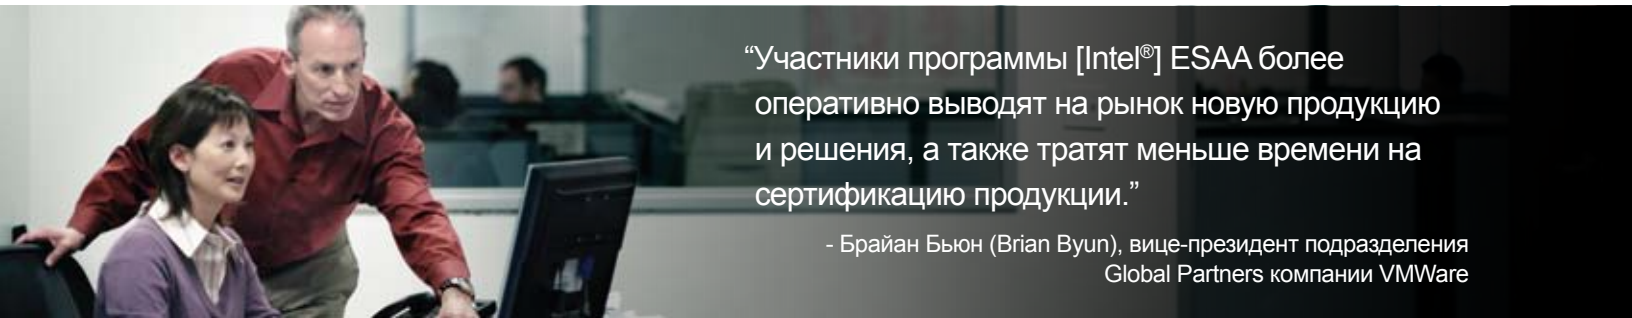 “Участники программы [Intel®] ESAA более
оперативно выводят на рынок новую продукцию
и решения, а также тратят меньше времени на
сертификацию продукции.”
- Брайан Бьюн (Brian Byun), вице-президент подразделения
Global Partners компании VMWare